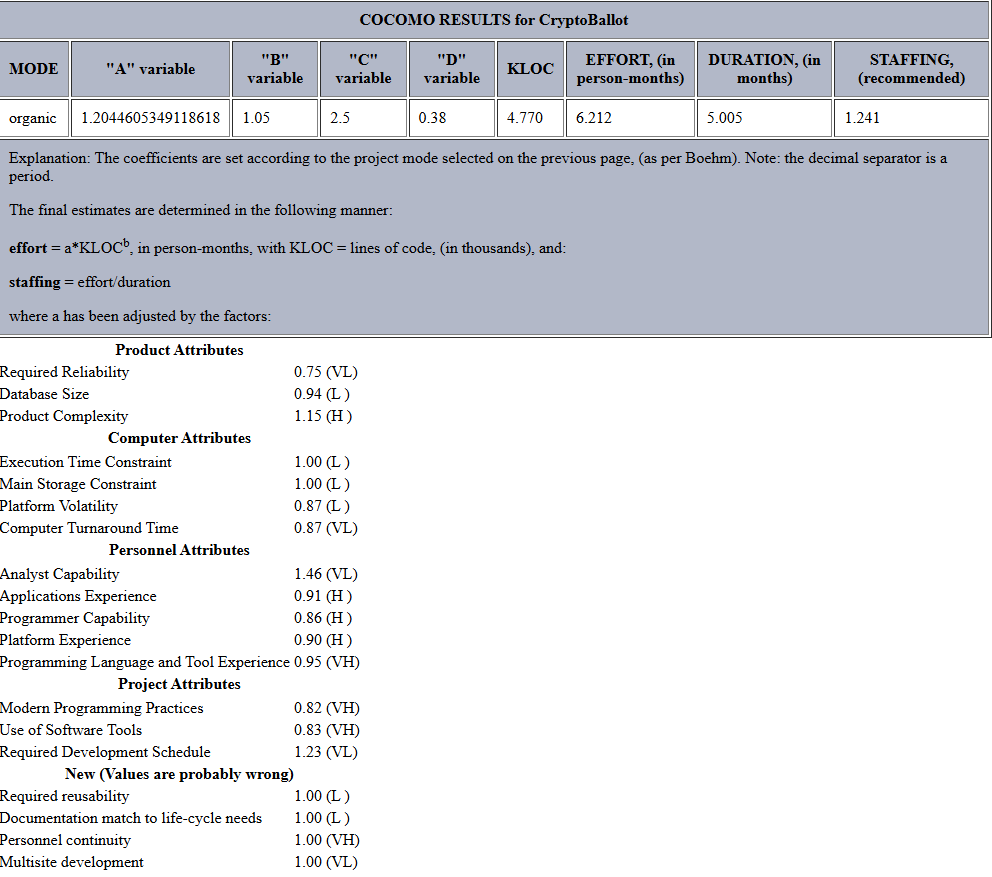 COCOMO RESULTS for CryptoBallot
MODE "A" variable "B" variable "C" variable "D" variable KLOC EFFORT, (in person-months) DURATION, (in months) STAFFING, (recommended)
organic 1.2044605349118618 1.05 2.5 0.38 4.770 6.212 5.005 1.241
Explanation: The coefficients are set according to the project mode selected on the previous page, (as per Boehm). Note: the decimal separator is a
period.
The final estimates are determined in the following manner:
effort = a*KLOCᵇ, in person-months, with KLOC = lines of code, (in thousands), and:
staffing = effort/duration
where a has been adjusted by the factors:
Product Attributes
Required Reliability 0.75 (VL)
Database Size 0.94 (L )
Product Complexity 1.15 (H )
Computer Attributes
Execution Time Constraint 1.00 (L )
Main Storage Constraint 1.00 (L )
Platform Volatility 0.87 (L )
Computer Turnaround Time 0.87 (VL)
Personnel Attributes
Analyst Capability 1.46 (VL)
Applications Experience 0.91 (H )
Programmer Capability 0.86 (H )
Platform Experience 0.90 (H )
Programming Language and Tool Experience 0.95 (VH)
Project Attributes
Modern Programming Practices 0.82 (VH)
Use of Software Tools 0.83 (VH)
Required Development Schedule 1.23 (VL)
New (Values are probably wrong)
Required reusability 1.00 (L )
Documentation match to life-cycle needs 1.00 (L )
Personnel continuity 1.00 (VH)
Multisite development 1.00 (VL)